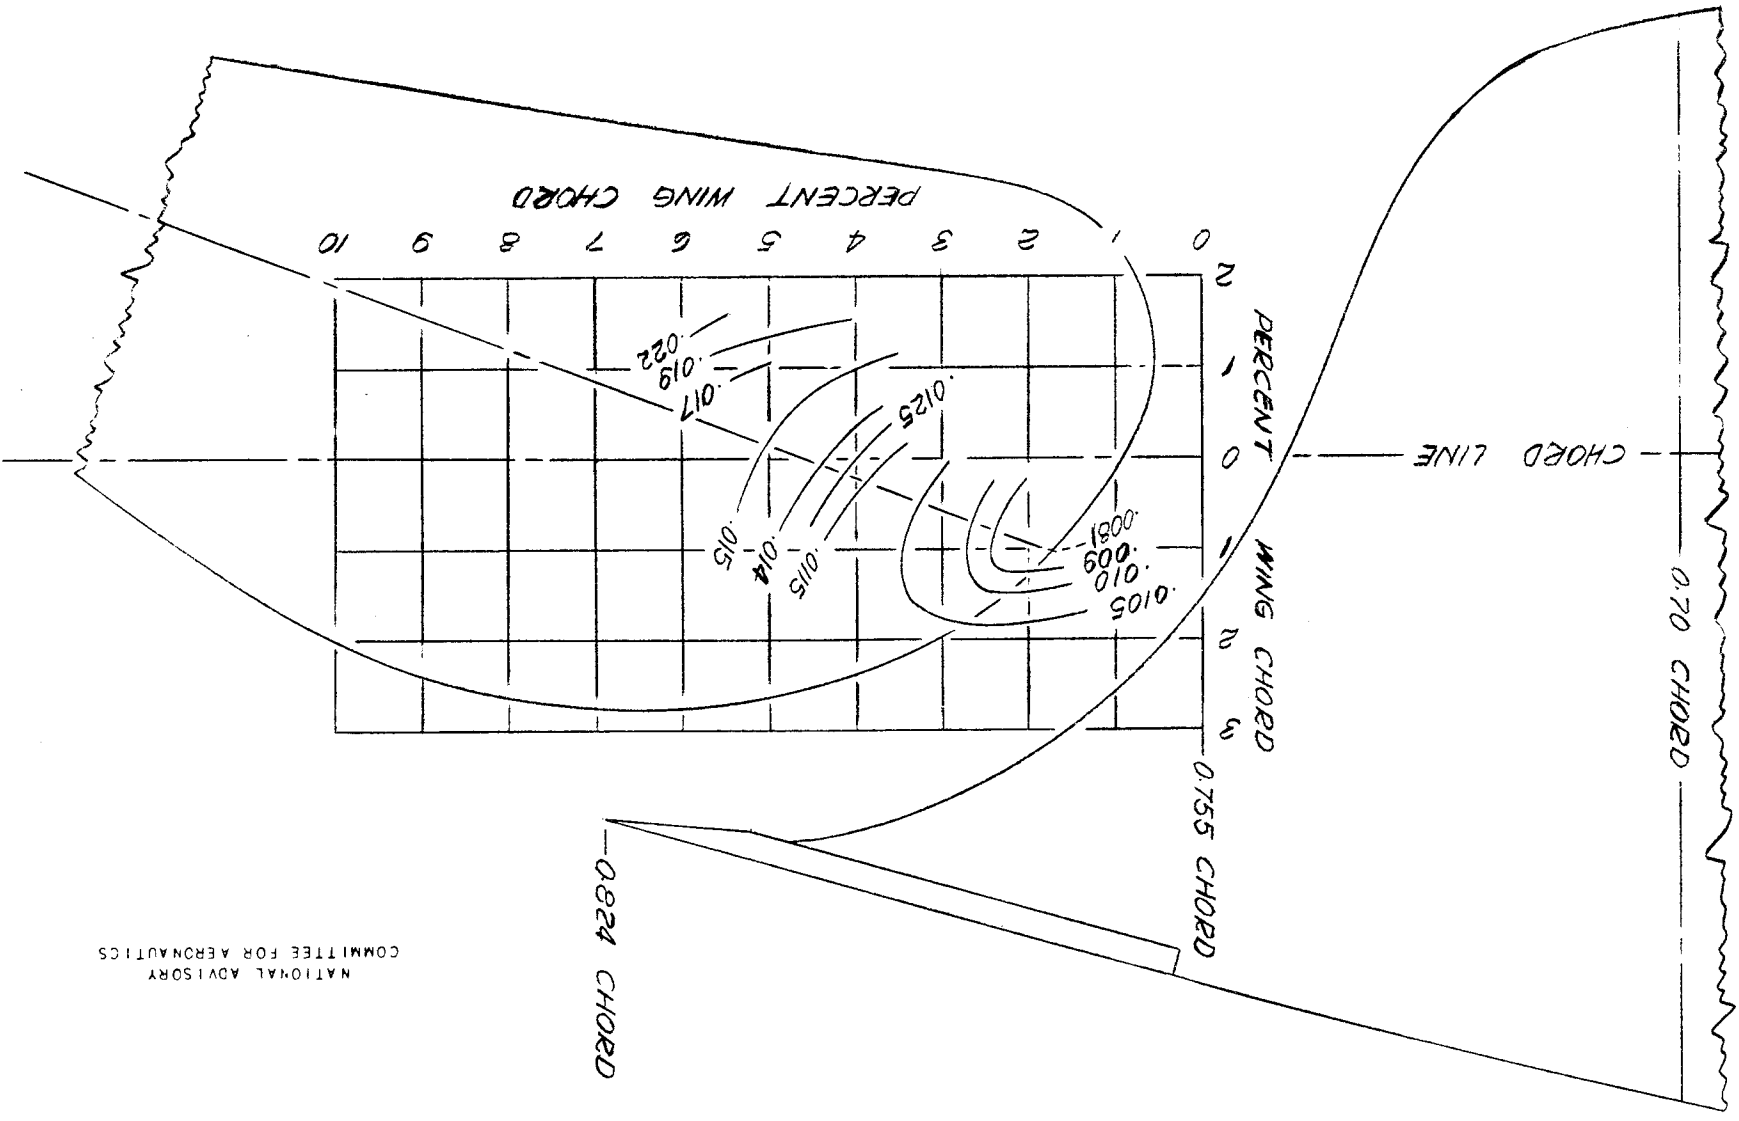 NATIONAL ADVISORY
COMMITTEE FOR AERONAUTICS
0.824 CHORD
0.755 CHORD
0.70 CHORD
3
2
1
0
1
2
PERCENT WING CHORD
CHORD LINE
.0105
.010
.009
.0081
.0115
.014
.015
.0125
.017
.019
.022
0 1 2 3 4 5 6 7 8 9 10
PERCENT WING CHORD